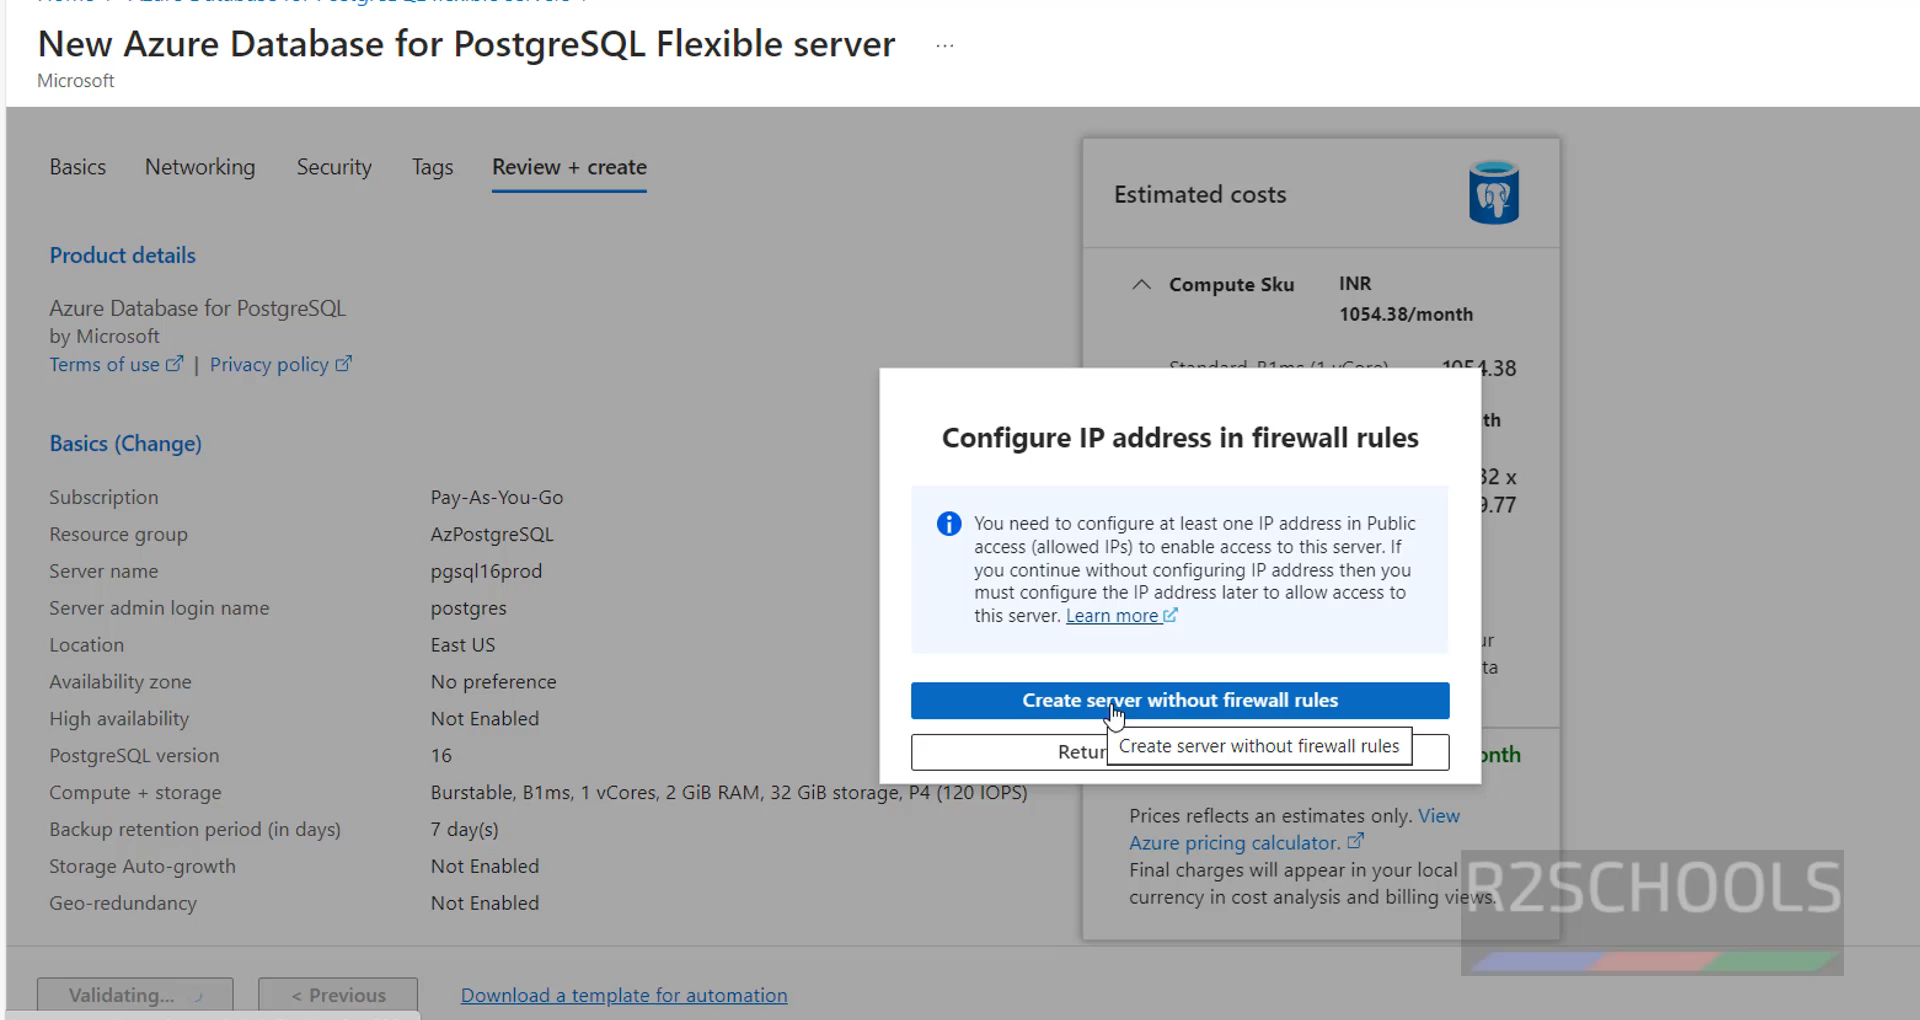 New Azure Database for PostgreSQL Flexible server ...
Microsoft
Basics Networking Security Tags Review + create
Product details
Azure Database for PostgreSQL
by Microsoft
Terms of use | Privacy policy
Basics (Change)
Subscription Pay-As-You-Go
Resource group AzPostgreSQL
Server name pgsql16prod
Server admin login name postgres
Location East US
Availability zone No preference
High availability Not Enabled
PostgreSQL version 16
Compute + storage Burstable, B1ms, 1 vCores, 2 GiB RAM, 32 GiB storage, P4 (120 IOPS)
Backup retention period (in days) 7 day(s)
Storage Auto-growth Not Enabled
Geo-redundancy Not Enabled
Validating... < Previous Download a template for automation
Estimated costs
Compute Sku INR
1054.38/month
Standard_B1ms (1 vCore) 1054.38
Configure IP address in firewall rules
You need to configure at least one IP address in Public
access (allowed IPs) to enable access to this server. If
you continue without configuring IP address then you
must configure the IP address later to allow access to
this server. Learn more
Create server without firewall rules
Create server without firewall rules
Prices reflect an estimates only. View
Azure pricing calculator.
Final charges will appear in your local
currency in cost analysis and billing views.
R2SCHOOLS